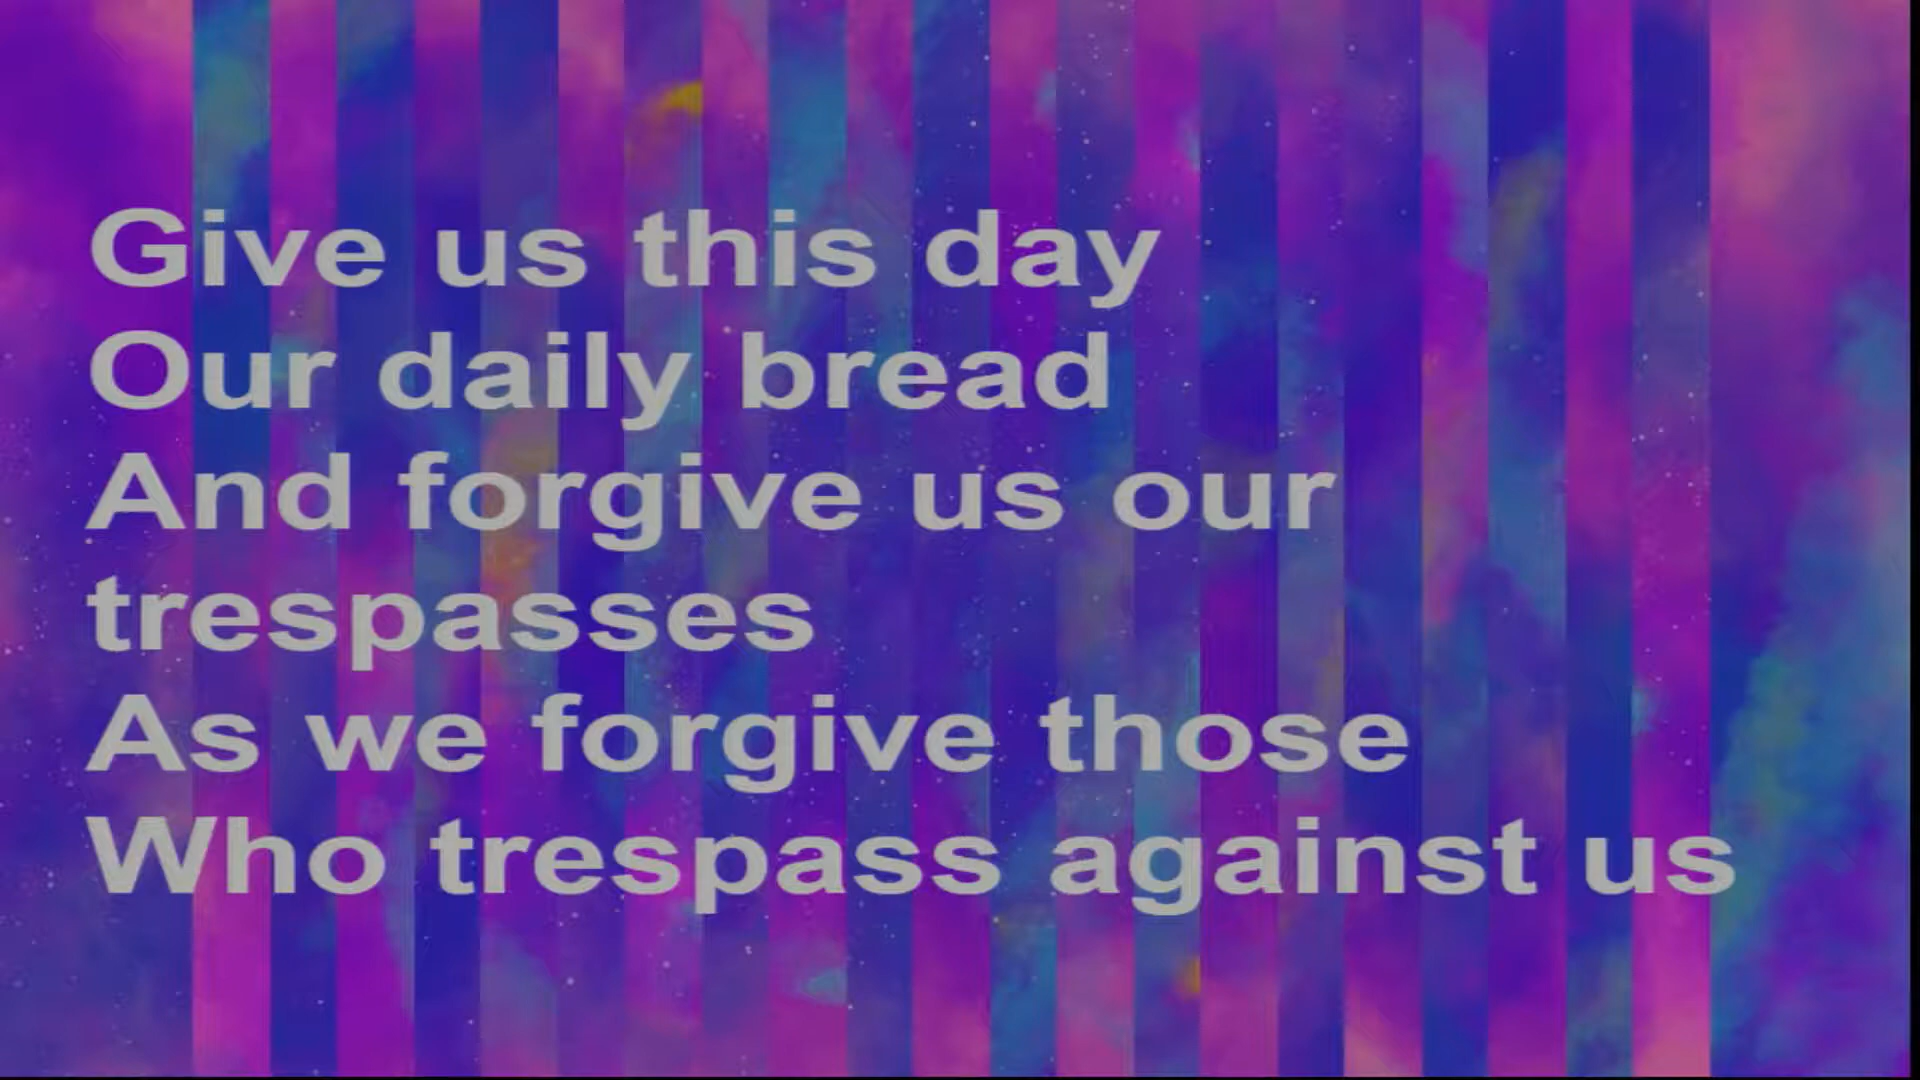 Give us this day
Our daily bread
And forgive us our
trespasses
As we forgive those
Who trespass against us